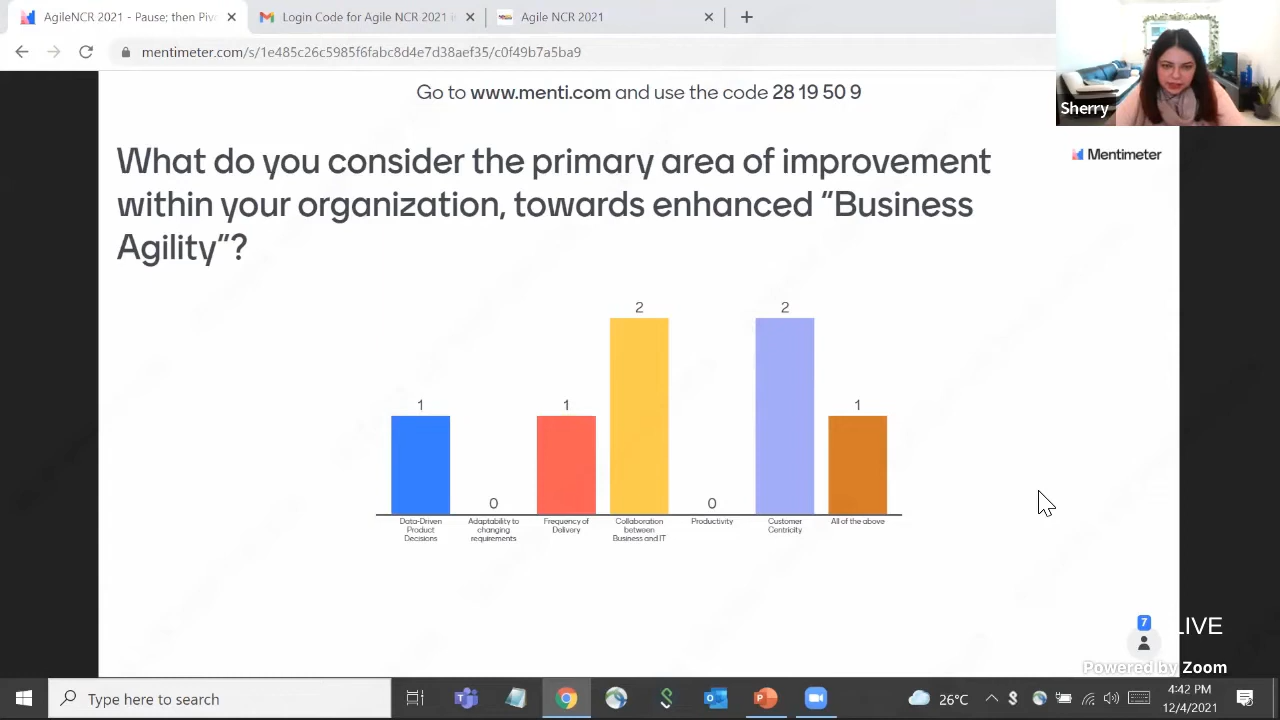 AgileNCR 2021 - Pause; then Piv
Login Code for Agile NCR 2021 -
Agile NCR 2021
mentimeter.com/s/1e485c26c5985f6fabc8d4e7d38aef35/c0f49b7a5ba9
Go to www.menti.com and use the code 28 19 50 9
Sherry
Mentimeter
What do you consider the primary area of improvement
within your organization, towards enhanced “Business
Agility”?
2
2
1
1
1
0
0
Data-Driven
Product
Decisions
Adaptability to
changing
requirements
Frequency of
Delivery
Collaboration
between
Business and IT
Productivity
Customer
Centricity
All of the above
7
LIVE
Powered by Zoom
Type here to search
26°C
4:42 PM
12/4/2021